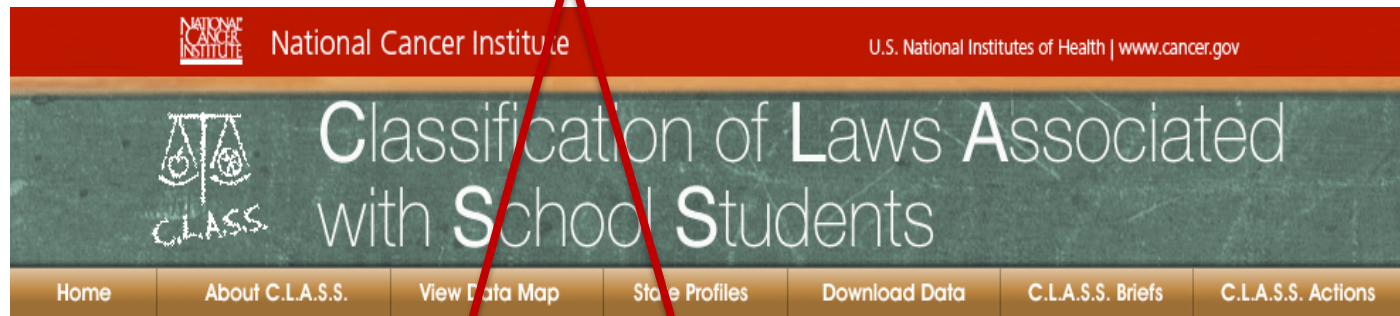 NATIONAL
CANCER
INSTITUTE
National Cancer Institute
U.S. National Institutes of Health | www.cancer.gov
C.L.A.S.S.
Classification of Laws Associated
with School Students
Home About C.L.A.S.S. View Data Map State Profiles Download Data C.L.A.S.S. Briefs C.L.A.S.S. Actions